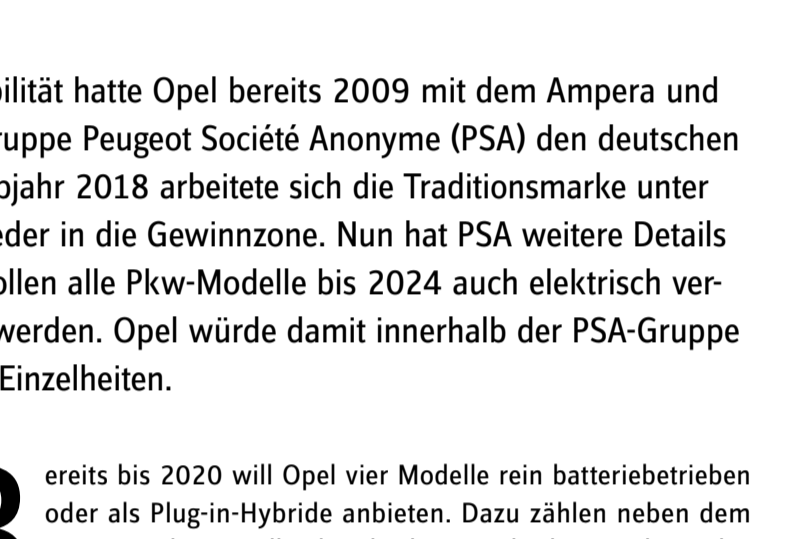 bilität hatte Opel bereits 2009 mit dem Ampera und
ruppe Peugeot Société Anonyme (PSA) den deutschen
bjahr 2018 arbeitete sich die Traditionsmarke unter
eder in die Gewinnzone. Nun hat PSA weitere Details
ollen alle Pkw-Modelle bis 2024 auch elektrisch ver-
werden. Opel würde damit innerhalb der PSA-Gruppe
Einzelheiten.
ereits bis 2020 will Opel vier Modelle rein batteriebetrieben
oder als Plug-in-Hybride anbieten. Dazu zählen neben dem